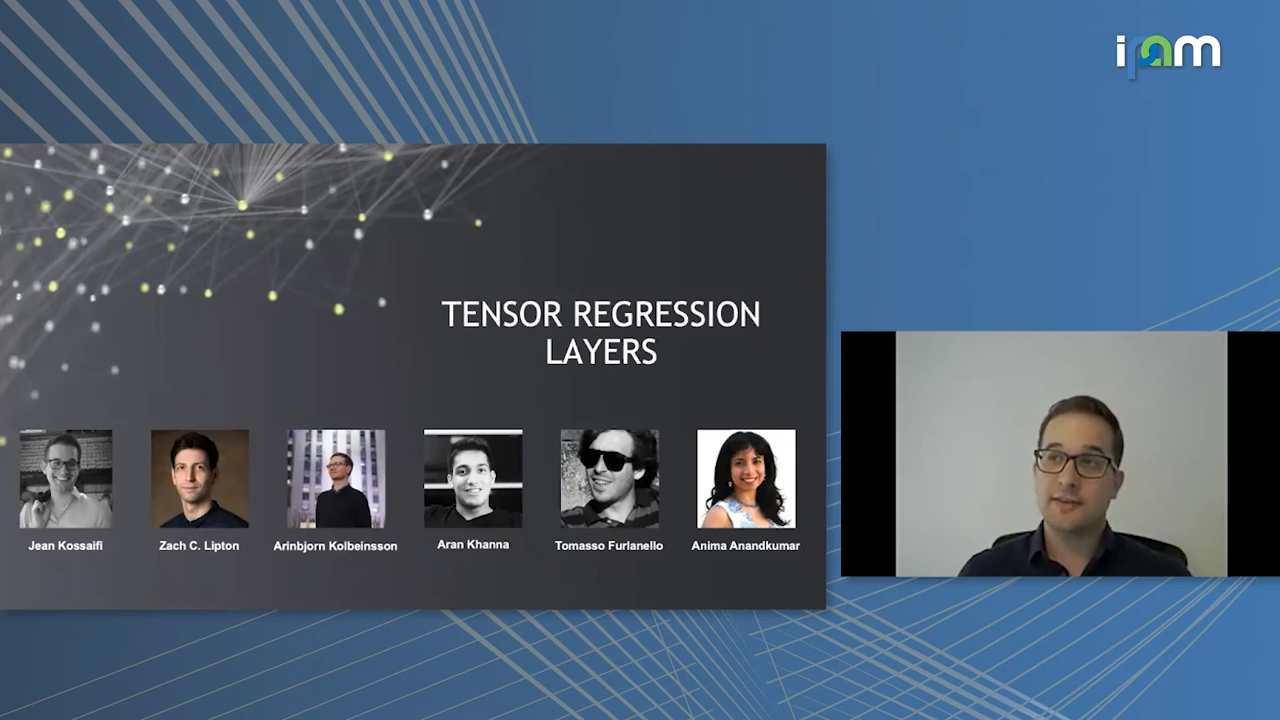 ipam
TENSOR REGRESSION
LAYERS
Jean Kossaifi
Zach C. Lipton
Arinbjorn Kolbeinsson
Aran Khanna
Tomasso Furlanello
Anima Anandkumar